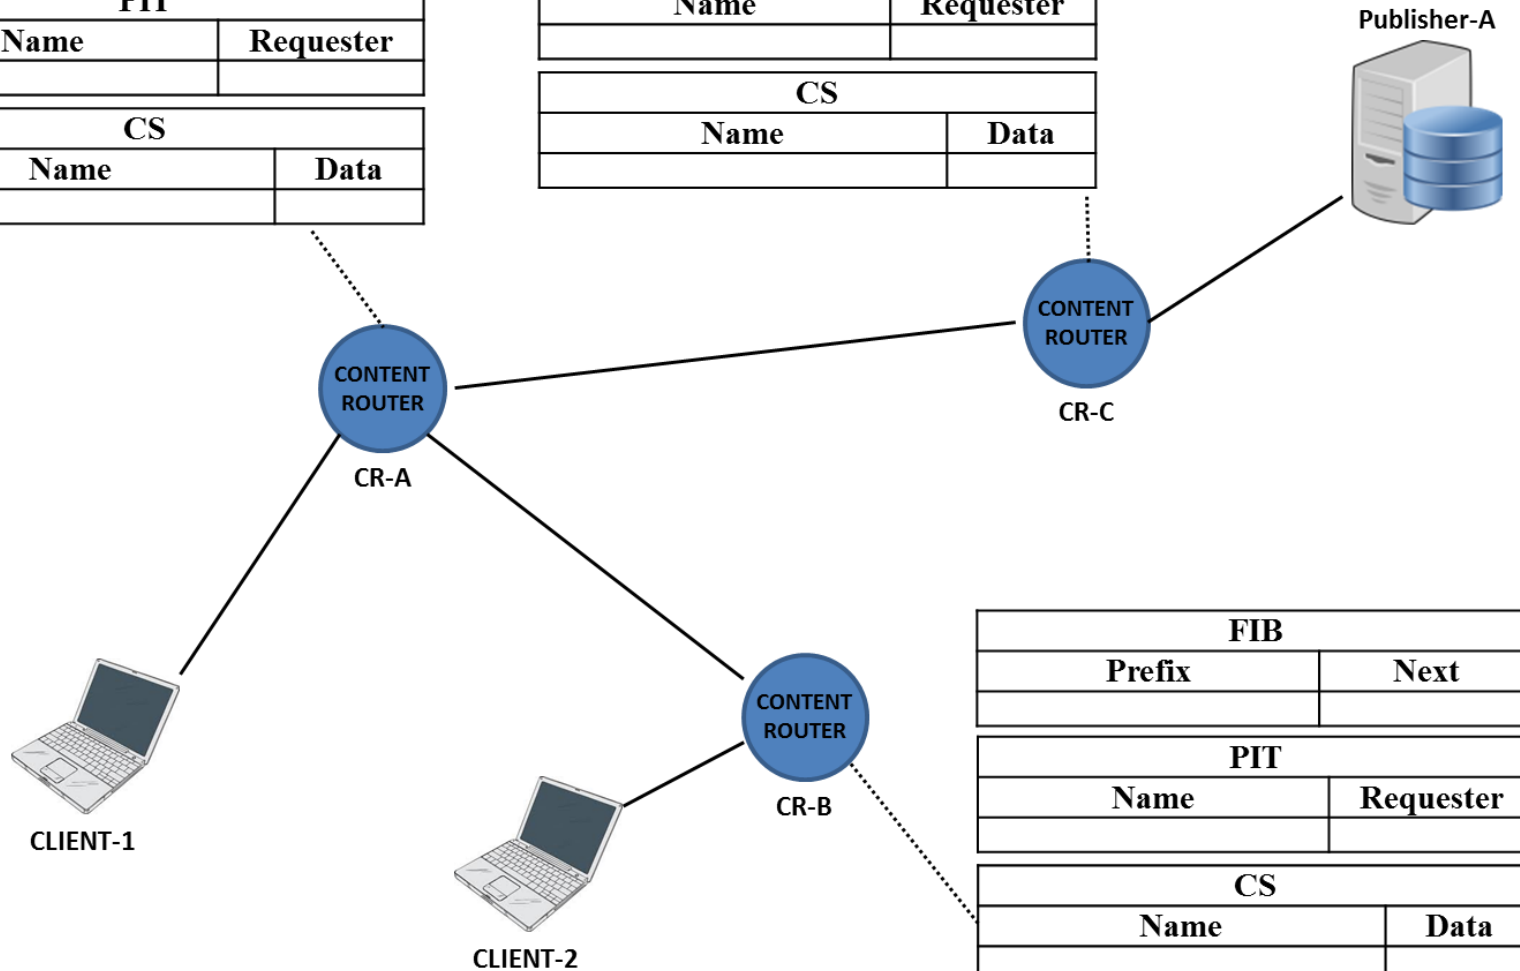 PIT
Name Requester
CS
Name Data
Name Requester
CS
Name Data
Publisher-A
CONTENT
ROUTER
CR-C
CONTENT
ROUTER
CR-A
CONTENT
ROUTER
CR-B
CLIENT-1
CLIENT-2
FIB
Prefix Next
PIT
Name Requester
CS
Name Data